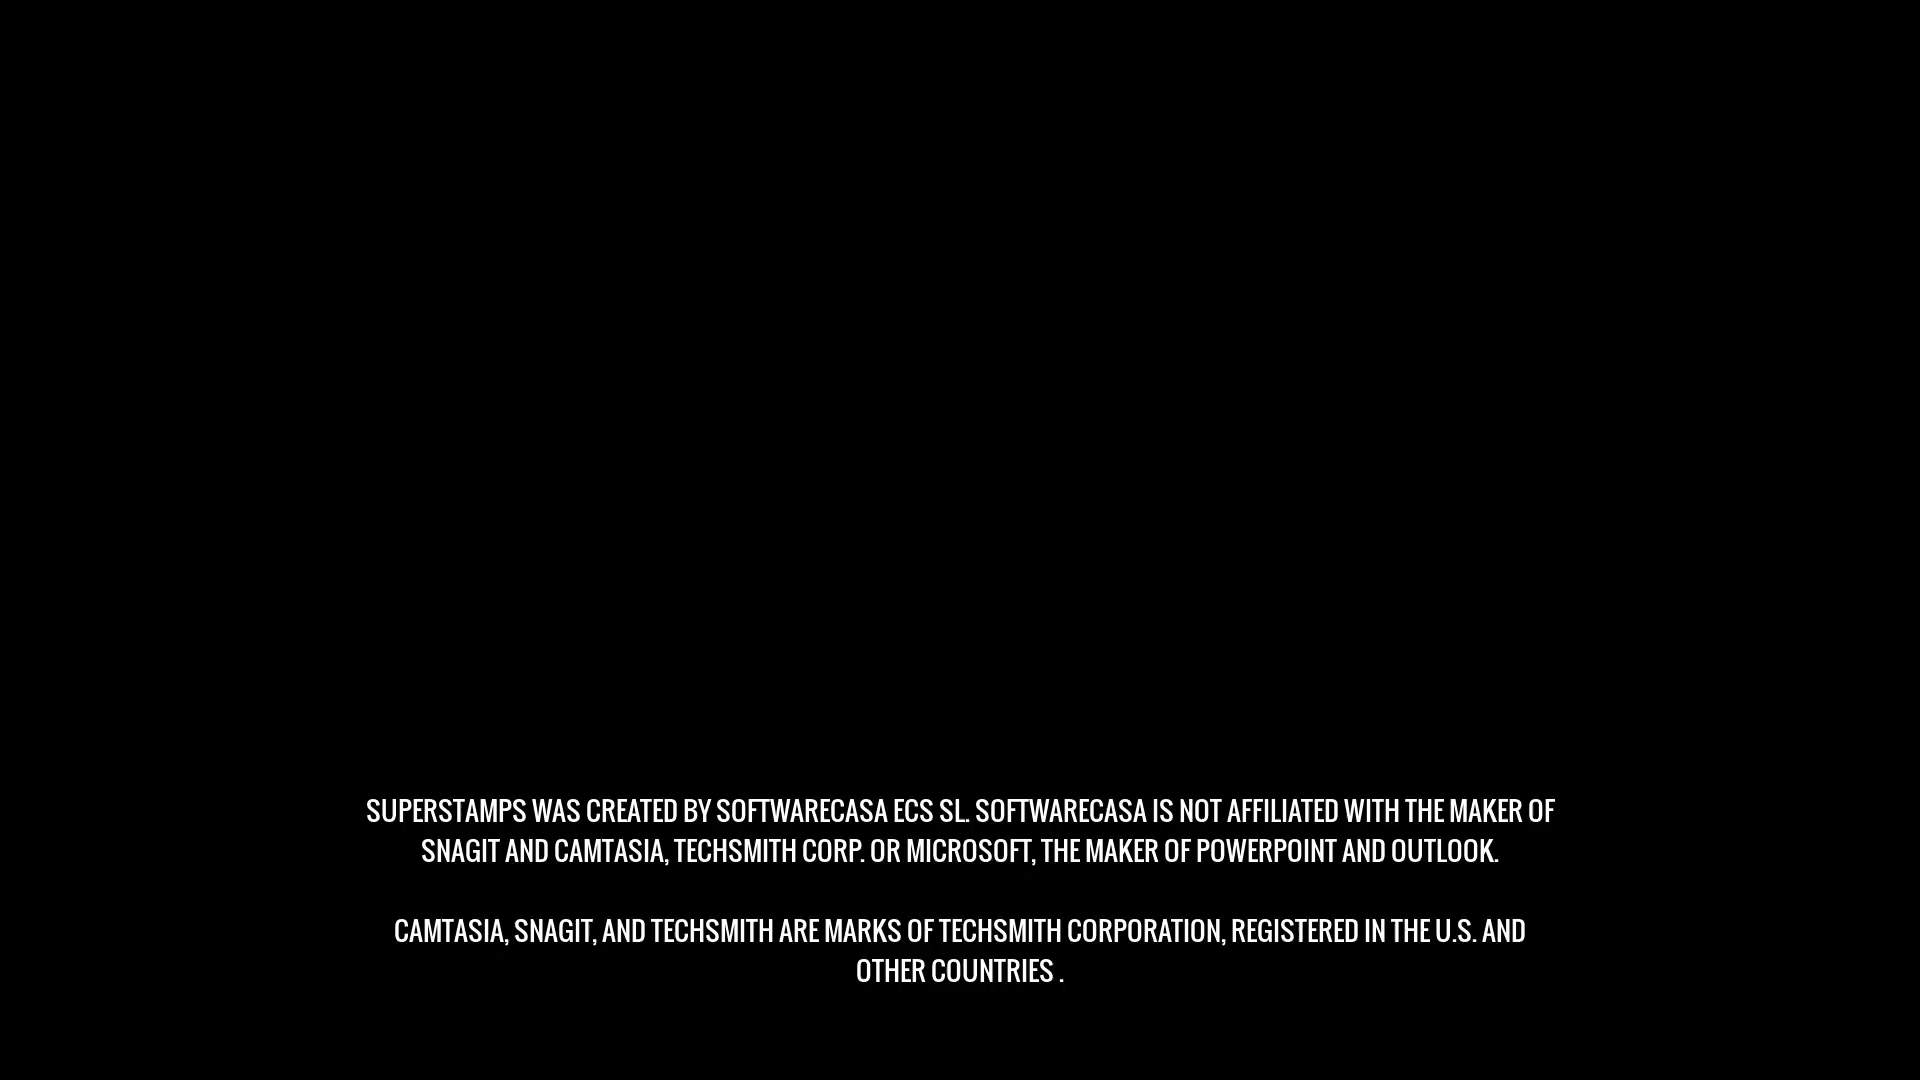 SUPERSTAMPS WAS CREATED BY SOFTWARECASA ECS SL. SOFTWARECASA IS NOT AFFILIATED WITH THE MAKER OF
SNAGIT AND CAMTASIA, TECHSMITH CORP. OR MICROSOFT, THE MAKER OF POWERPOINT AND OUTLOOK.
CAMTASIA, SNAGIT, AND TECHSMITH ARE MARKS OF TECHSMITH CORPORATION, REGISTERED IN THE U.S. AND
OTHER COUNTRIES .